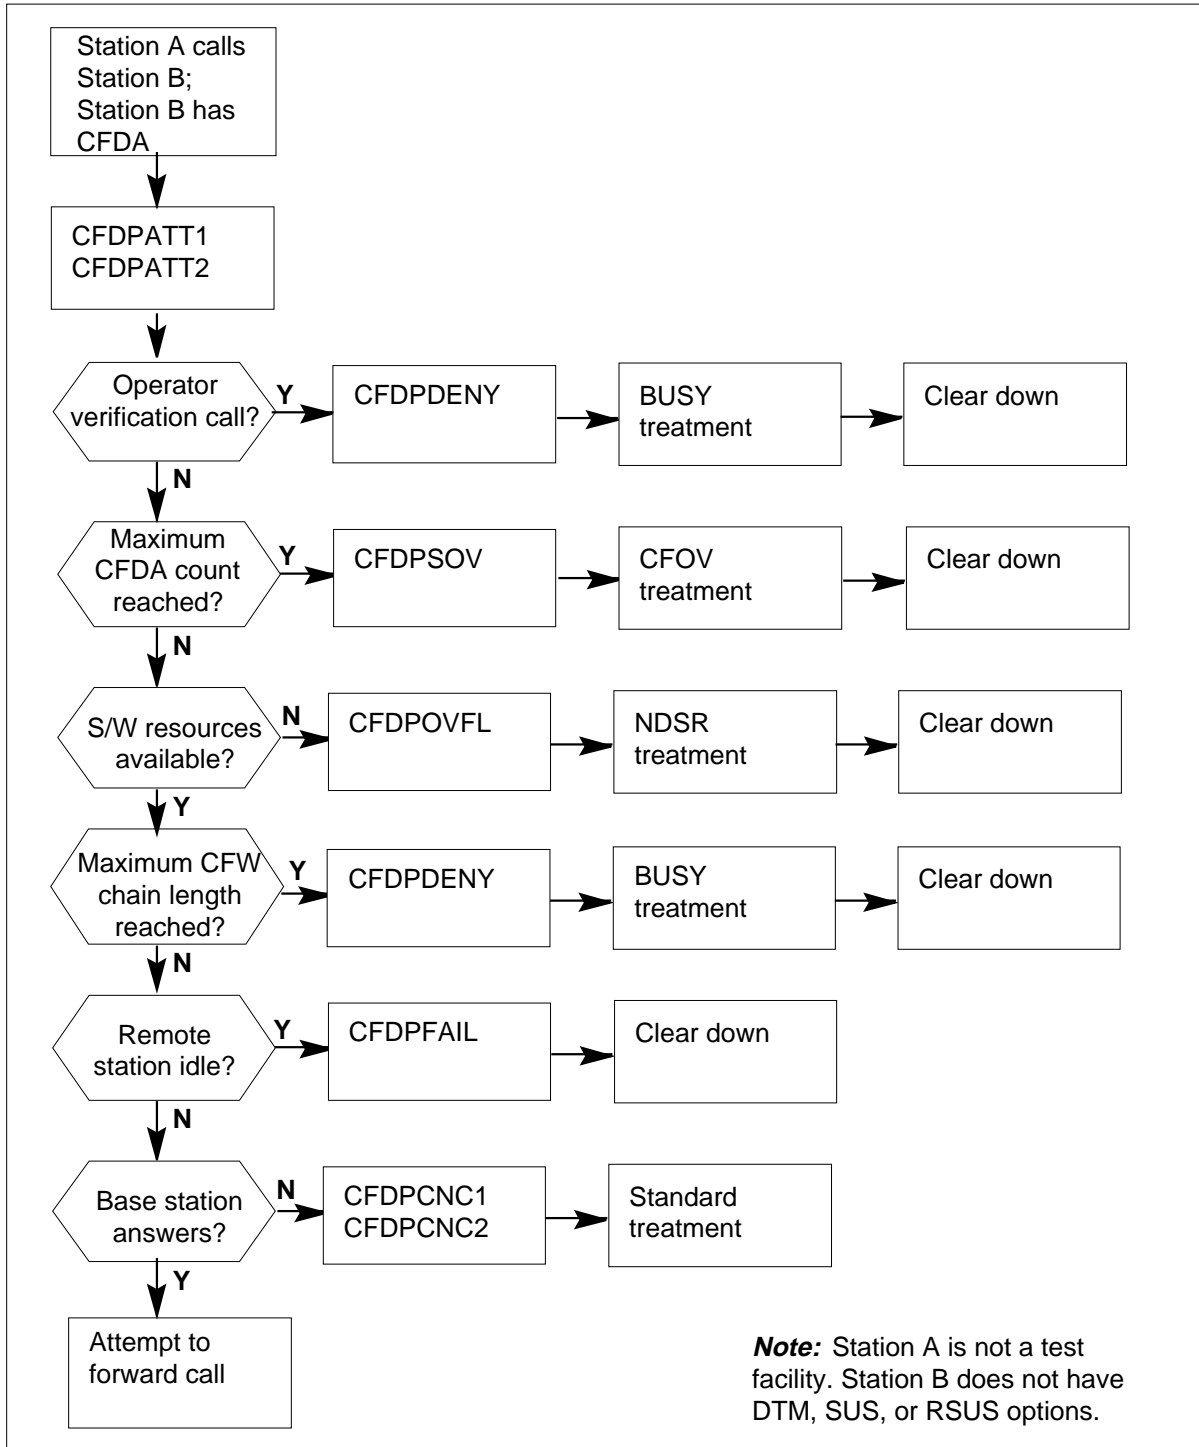 Station A calls
Station B;
Station B has
CFDA
CFDPATT1
CFDPATT2
Operator
verification call?
Y
CFDPDENY
BUSY
treatment
Clear down
N
Maximum
CFDA count
reached?
Y
CFDPSOV
CFOV
treatment
Clear down
N
S/W resources
available?
N
CFDPOVFL
NDSR
treatment
Clear down
Y
Maximum CFW
chain length
reached?
Y
CFDPDENY
BUSY
treatment
Clear down
N
Remote
station idle?
Y
CFDPFAIL
Clear down
N
Base station
answers?
N
CFDPCNC1
CFDPCNC2
Standard
treatment
Y
Attempt to
forward call
Note: Station A is not a test
facility. Station B does not have
DTM, SUS, or RSUS options.